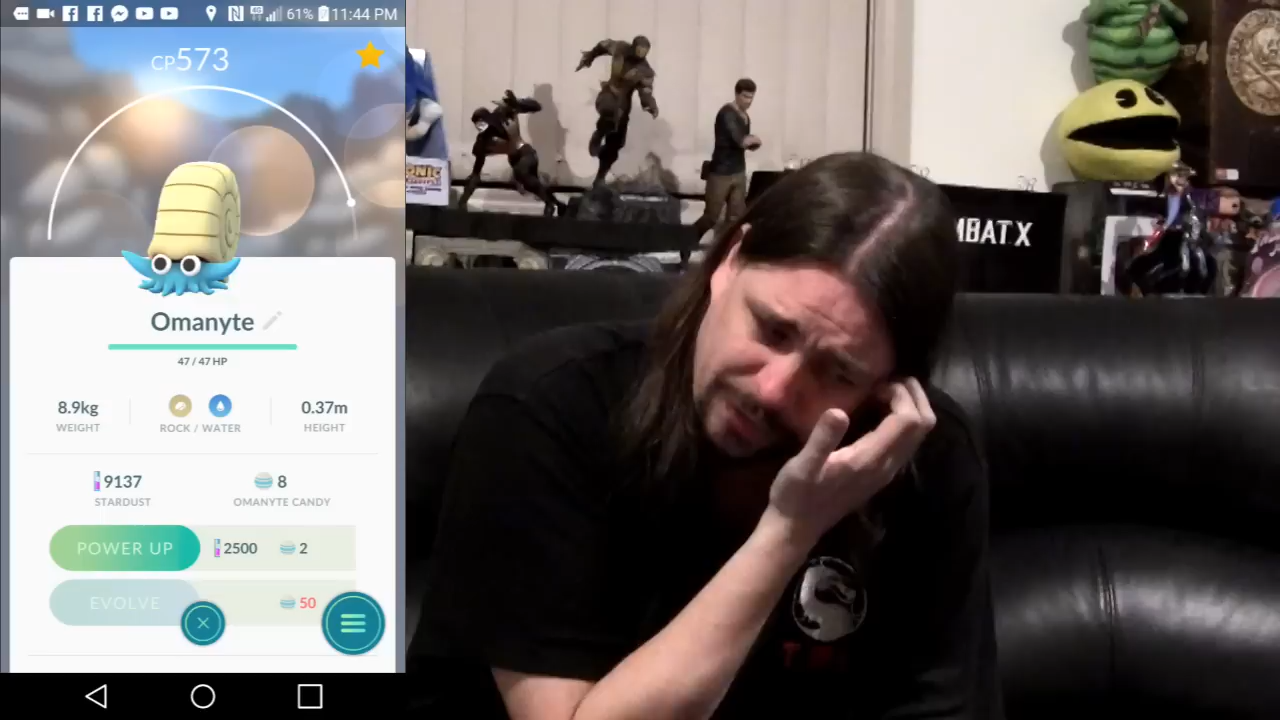 61% 11:44 PM
CP573
Omanyte
47 / 47 HP
8.9kg
WEIGHT
ROCK / WATER
0.37m
HEIGHT
9137
STARDUST
8
OMANYTE CANDY
POWER UP
2500
2
EVOLVE
50
MBAT X